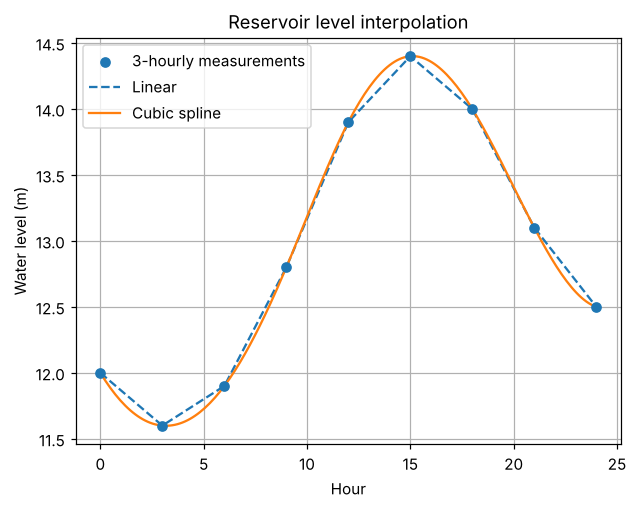 Reservoir level interpolation
3-hourly measurements
Linear
Cubic spline
Water level (m)
14.5
14.0
13.5
13.0
12.5
12.0
11.5
0 5 10 15 20 25
Hour